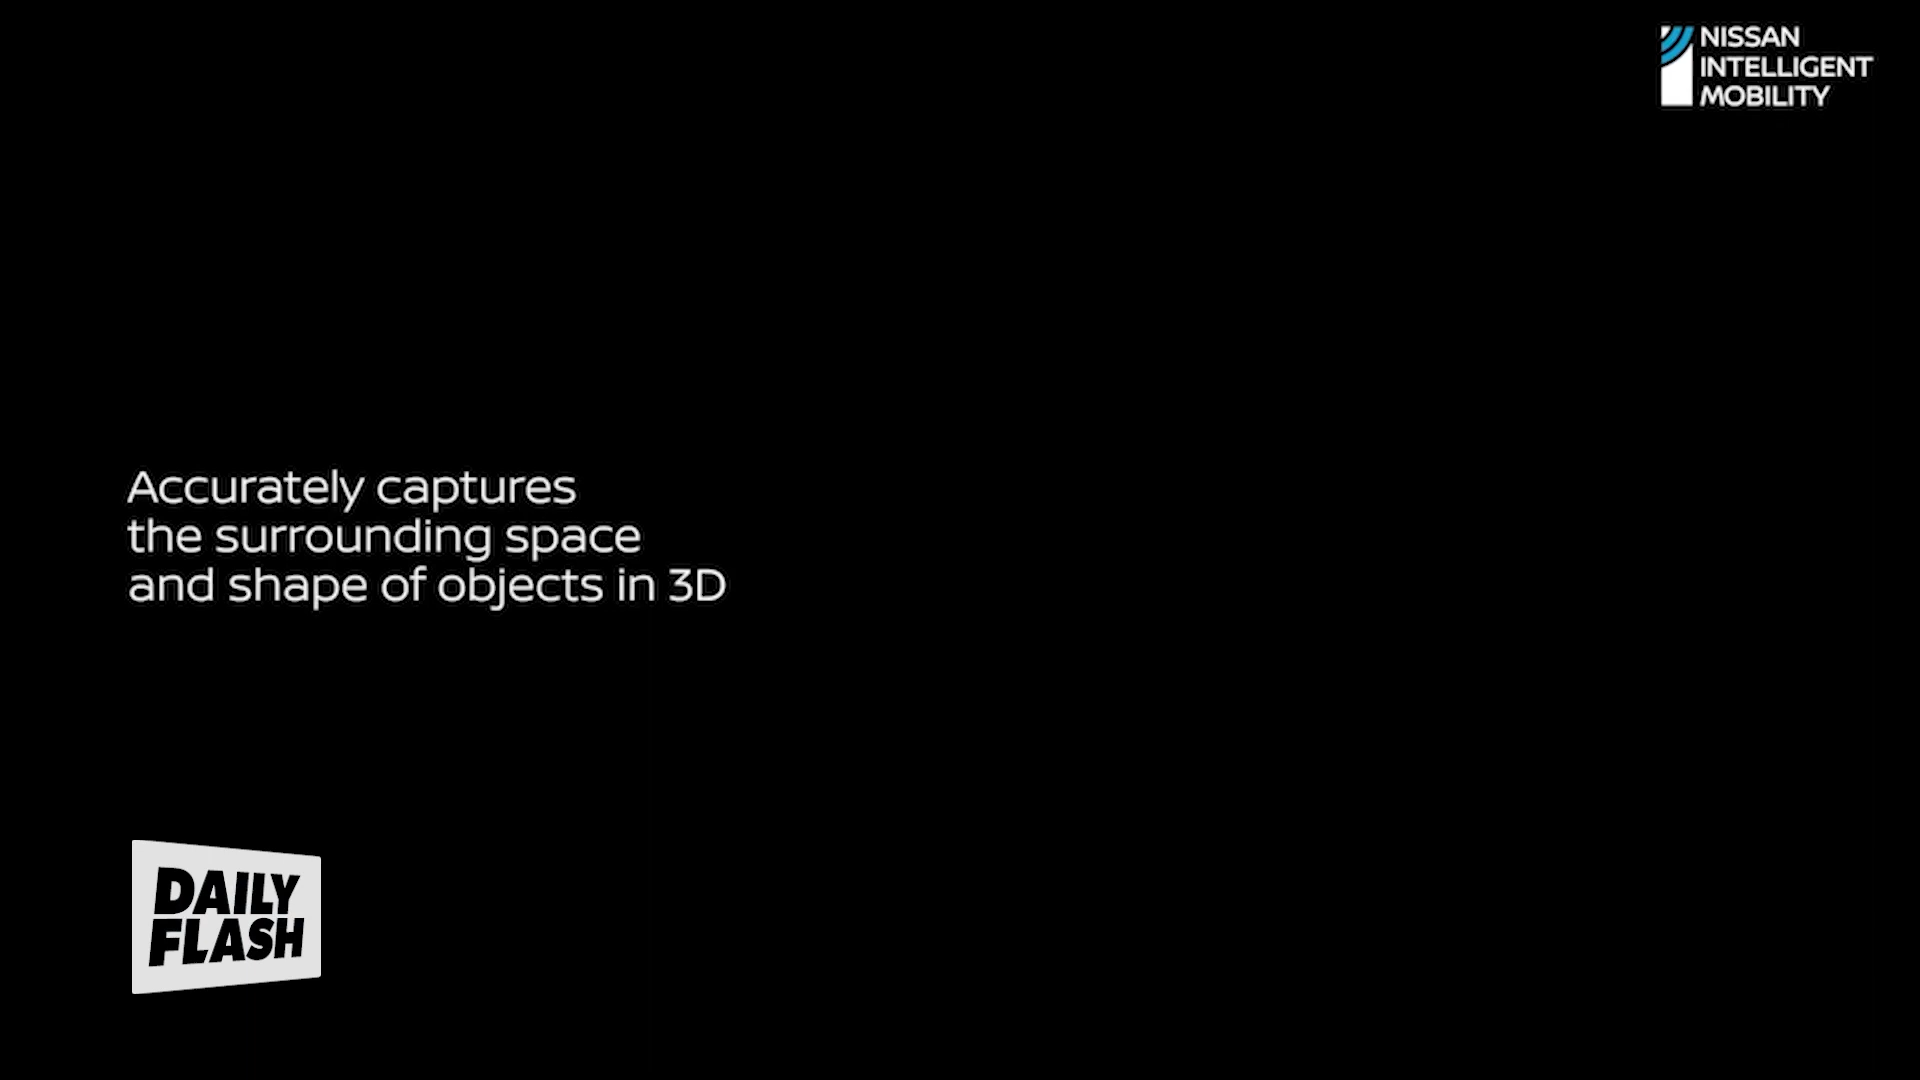 NISSAN
INTELLIGENT
MOBILITY
Accurately captures
the surrounding space
and shape of objects in 3D
DAILY
FLASH